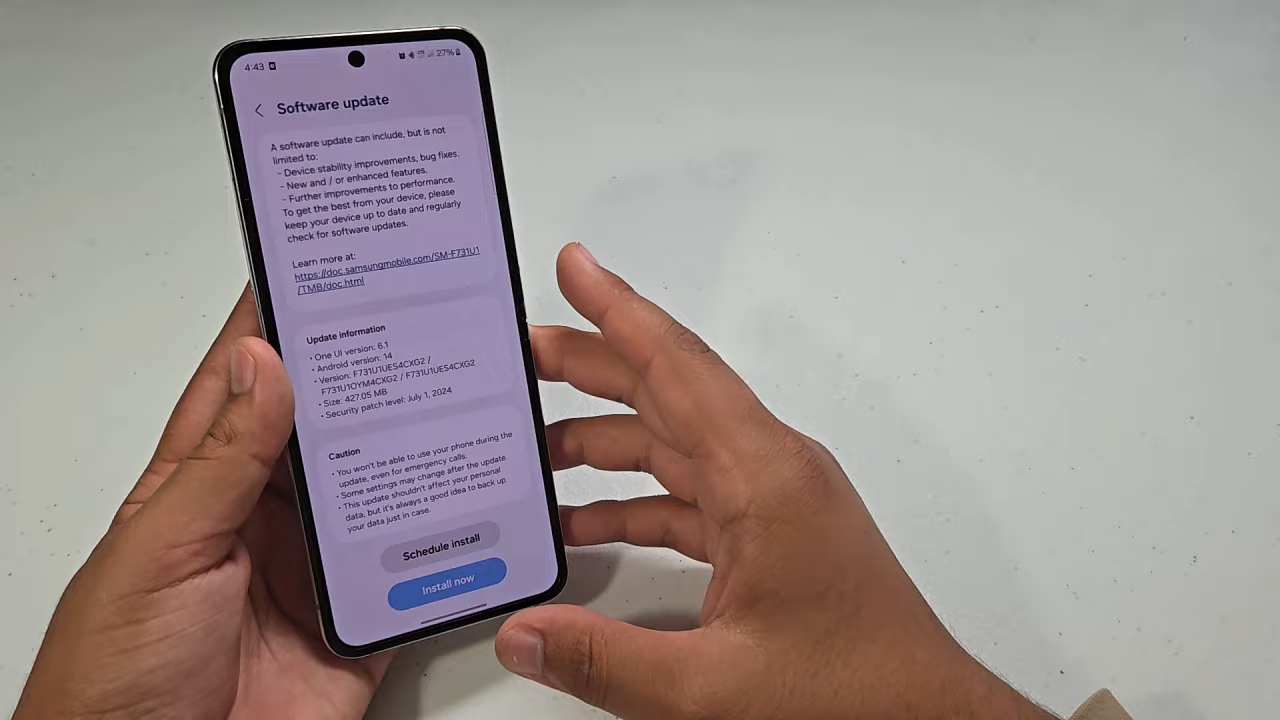 4:43
27%
Software update
A software update can include, but is not
limited to:
- Device stability improvements, bug fixes.
- New and / or enhanced features.
- Further improvements to performance.
To get the best from your device, please
keep your device up to date and regularly
check for software updates.
Learn more at:
https://doc.samsungmobile.com/SM-F731U1
/TMB/doc.html
Update information
• One UI version: 6.1
• Android version: 14
• Version: F731U1UES4CXG2 /
F731U1OYM4CXG2 / F731U1UES4CXG2
• Size: 427.05 MB
• Security patch level: July 1, 2024
Caution
• You won't be able to use your phone during the
update, even for emergency calls.
• Some settings may change after the update.
• This update shouldn't affect your personal
data, but it's always a good idea to back up
your data just in case.
Schedule install
Install now